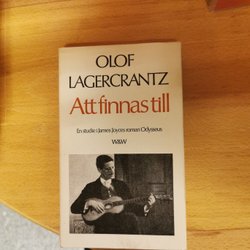 OLOF
LAGERCRANTZ
Att finnas till
En studie i James Joyces roman Odysseus
W&W